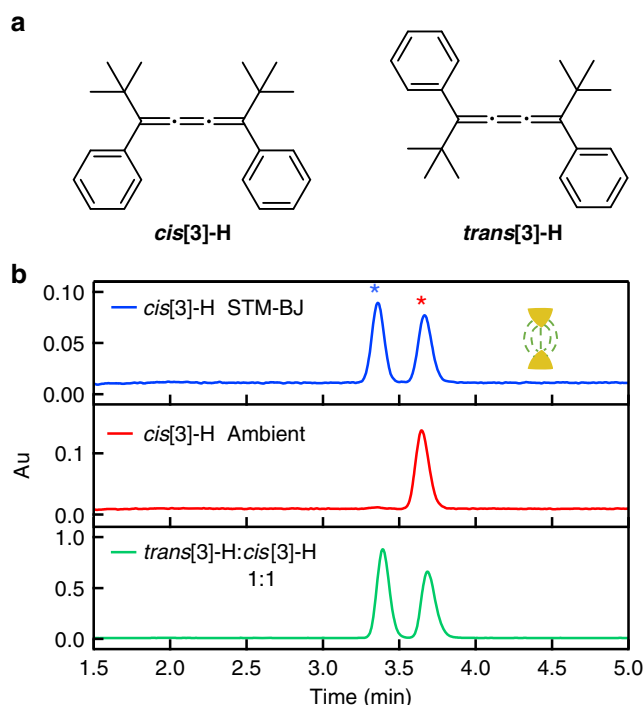 a
cis[3]-H
trans[3]-H
b
* *
0.10
cis[3]-H STM-BJ
0.05
0.00
cis[3]-H Ambient
0.1
0.0
Au
1.0
trans[3]-H:cis[3]-H
1:1
0.5
0.0
1.5 2.0 2.5 3.0 3.5 4.0 4.5 5.0
Time (min)